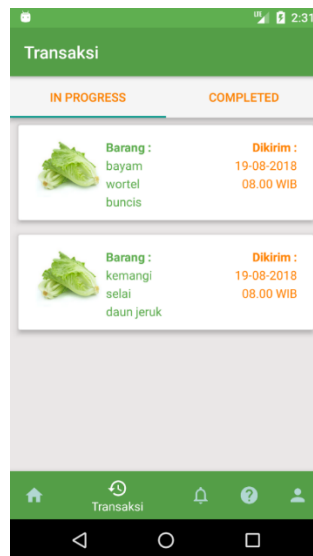 LTE 2:31
Transaksi
IN PROGRESS COMPLETED
Barang : Dikirim :
bayam 19-08-2018
wortel 08.00 WIB
buncis
Barang : Dikirim :
kemangi 19-08-2018
selai 08.00 WIB
daun jeruk
Transaksi